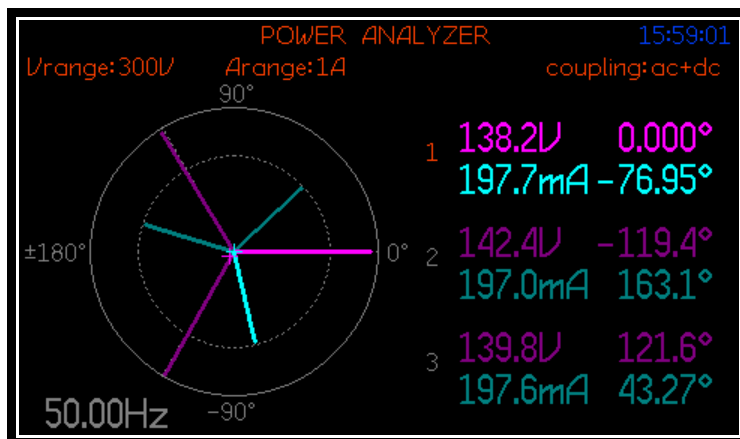 POWER ANALYZER 15:59:01
Vrange:300V Arange:1A coupling:ac+dc
90°
1 138.2V 0.000°
197.7mA -76.95°
±180° 0° 2 142.4V -119.4°
197.0mA 163.1°
3 139.8V 121.6°
197.6mA 43.27°
50.00Hz -90°